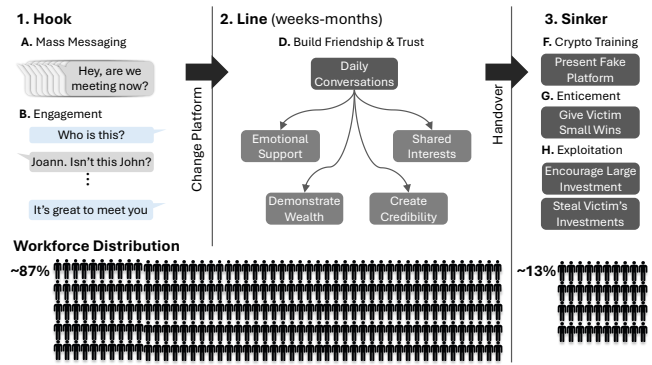 1. Hook
A. Mass Messaging
Hey, are we
meeting now?
B. Engagement
Who is this?
Joann. Isn't this John?
It's great to meet you
Change Platform
2. Line (weeks-months)
D. Build Friendship & Trust
Daily
Conversations
Emotional
Support
Shared
Interests
Demonstrate
Wealth
Create
Credibility
Handover
3. Sinker
F. Crypto Training
Present Fake
Platform
G. Enticement
Give Victim
Small Wins
H. Exploitation
Encourage Large
Investment
Steal Victim's
Investments
Workforce Distribution
~87%
~13%